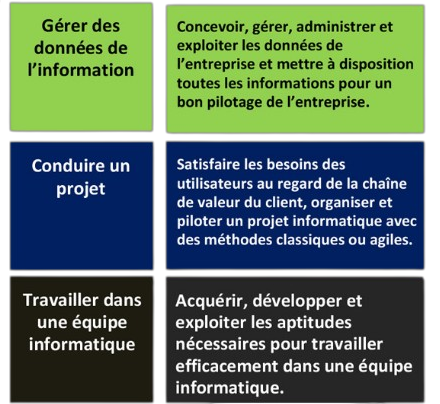 Gérer des
données de
l’information
Concevoir, gérer, administrer et
exploiter les données de
l’entreprise et mettre à disposition
toutes les informations pour un
bon pilotage de l’entreprise.
Conduire un
projet
Satisfaire les besoins des
utilisateurs au regard de la chaîne
de valeur du client, organiser et
piloter un projet informatique avec
des méthodes classiques ou agiles.
Travailler dans
une équipe
informatique
Acquérir, développer et
exploiter les aptitudes
nécessaires pour travailler
efficacement dans une équipe
informatique.